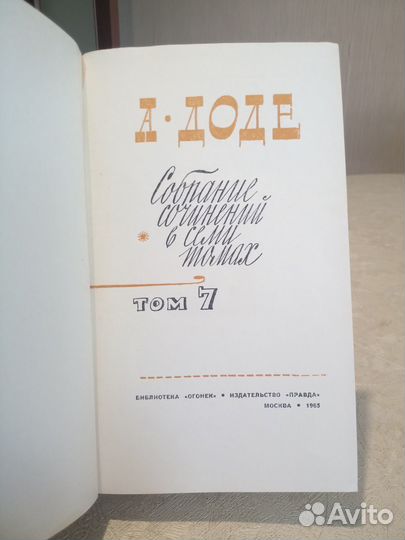 А · ДОДЕ
Собрание
сочинений
в семи
томах
ТОМ 7
БИБЛИОТЕКА «ОГОНЕК» • ИЗДАТЕЛЬСТВО «ПРАВДА»
МОСКВА • 1965
Avito